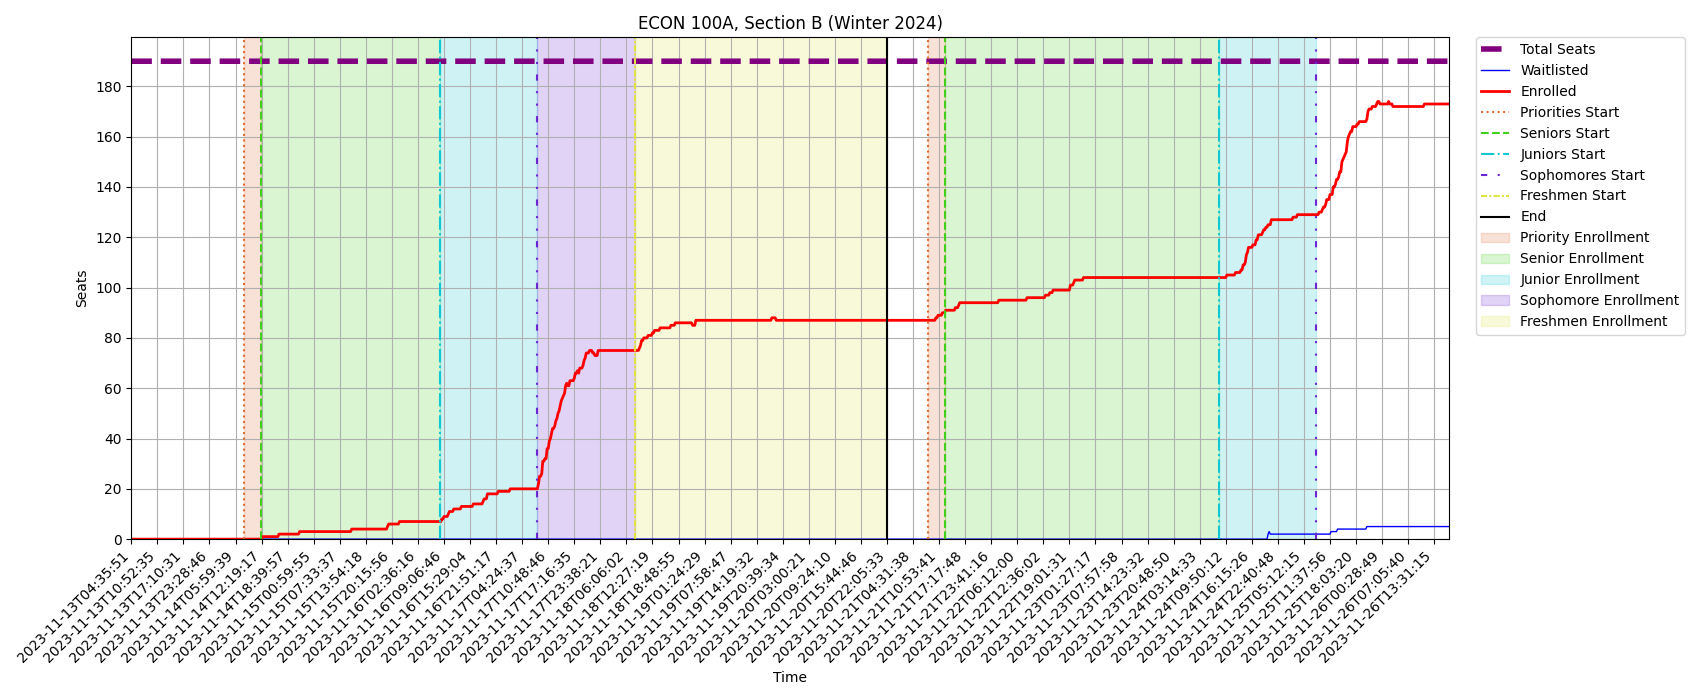 ECON 100A, Section B (Winter 2024)
Total Seats
Waitlisted
Enrolled
Priorities Start
Seniors Start
Juniors Start
Sophomores Start
Freshmen Start
End
Priority Enrollment
Senior Enrollment
Junior Enrollment
Sophomore Enrollment
Freshmen Enrollment
Seats
180
160
140
120
100
80
60
40
20
0
2023-11-13T04:35:51
2023-11-13T10:52:35
2023-11-13T17:10:31
2023-11-13T23:28:46
2023-11-14T05:59:39
2023-11-14T12:19:17
2023-11-14T18:39:57
2023-11-15T00:59:55
2023-11-15T07:33:37
2023-11-15T13:54:18
2023-11-15T20:15:56
2023-11-16T02:36:16
2023-11-16T09:06:46
2023-11-16T15:29:04
2023-11-16T21:51:17
2023-11-17T04:24:37
2023-11-17T10:48:46
2023-11-17T17:16:35
2023-11-17T23:38:21
2023-11-18T06:06:02
2023-11-18T12:27:19
2023-11-18T18:48:55
2023-11-19T01:24:29
2023-11-19T07:58:47
2023-11-19T14:19:32
2023-11-19T20:39:34
2023-11-20T03:00:21
2023-11-20T09:24:10
2023-11-20T15:44:46
2023-11-20T22:05:33
2023-11-21T04:31:38
2023-11-21T10:53:41
2023-11-21T17:17:48
2023-11-21T23:41:16
2023-11-22T06:12:00
2023-11-22T12:36:02
2023-11-22T19:01:31
2023-11-23T01:27:17
2023-11-23T07:57:58
2023-11-23T14:23:32
2023-11-23T20:48:50
2023-11-24T03:14:33
2023-11-24T09:50:12
2023-11-24T16:15:26
2023-11-24T22:40:48
2023-11-25T05:12:15
2023-11-25T11:37:56
2023-11-25T18:03:20
2023-11-26T00:28:49
2023-11-26T07:05:40
2023-11-26T13:31:15
Time